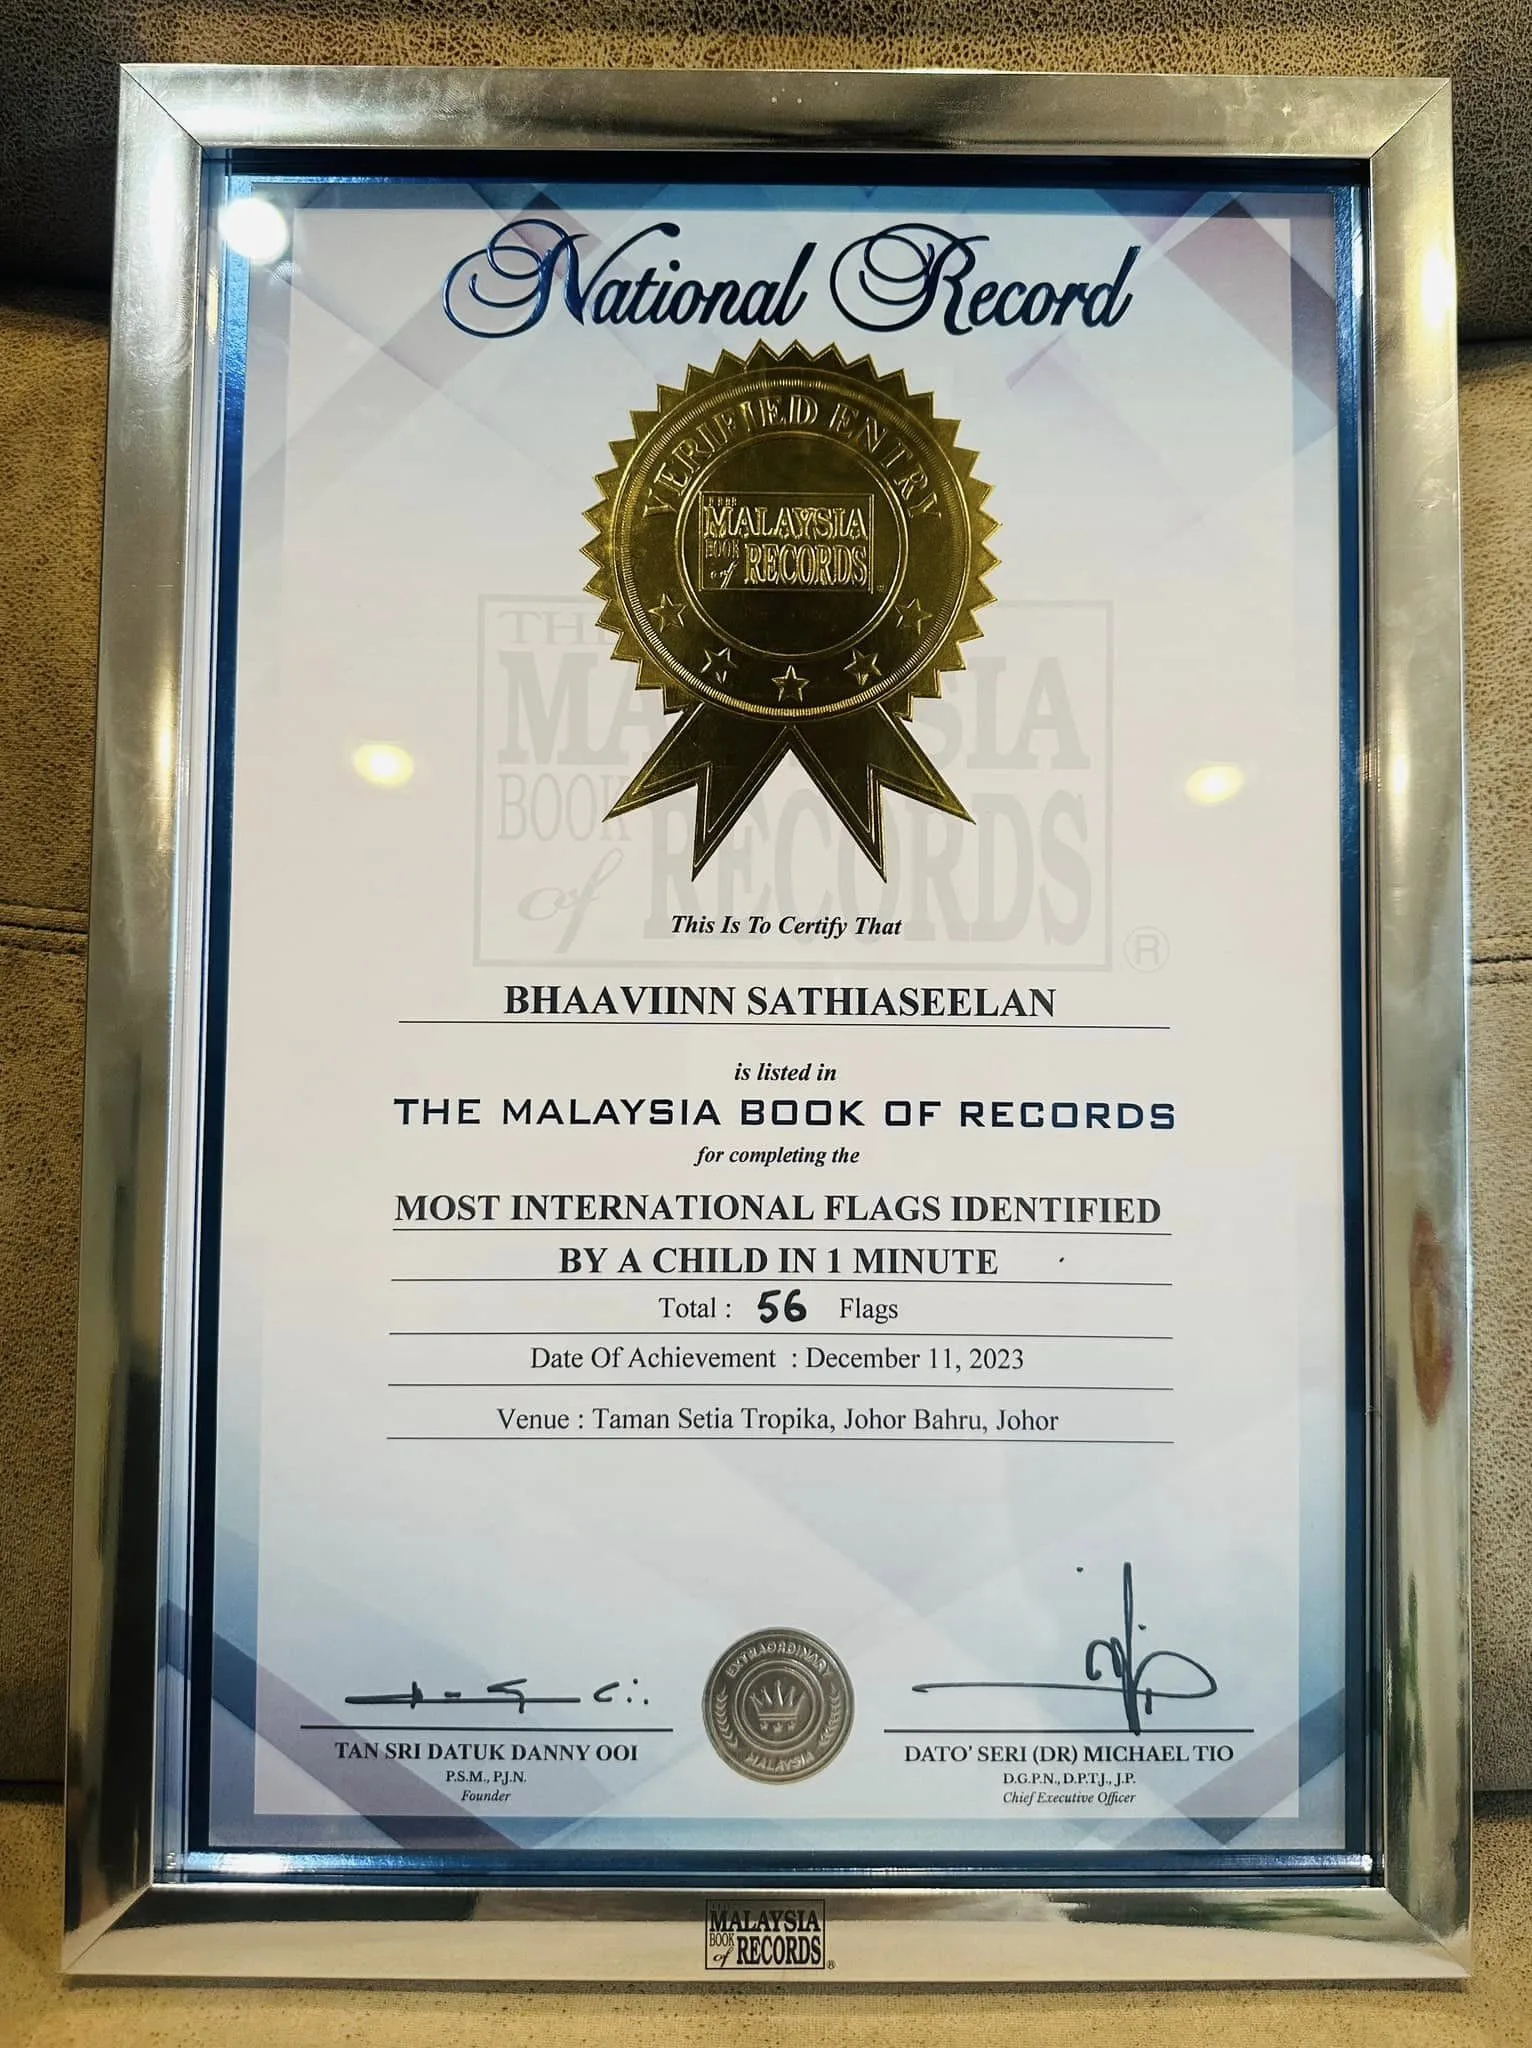 National Record
VERIFIED ENTRY
THE
MALAYSIA
BOOK
of RECORDS
THE
MALAYSIA
BOOK
of RECORDS
®
This Is To Certify That
BHAAVIINN SATHIASEELAN
is listed in
THE MALAYSIA BOOK OF RECORDS
for completing the
MOST INTERNATIONAL FLAGS IDENTIFIED
BY A CHILD IN 1 MINUTE
Total : 56 Flags
Date Of Achievement : December 11, 2023
Venue : Taman Setia Tropika, Johor Bahru, Johor
EXTRAORDINARY
MALAYSIA
TAN SRI DATUK DANNY OOI
P.S.M., P.J.N.
Founder
DATO' SERI (DR) MICHAEL TIO
D.G.P.N., D.P.T.J., J.P.
Chief Executive Officer
THE
MALAYSIA
BOOK
of RECORDS®